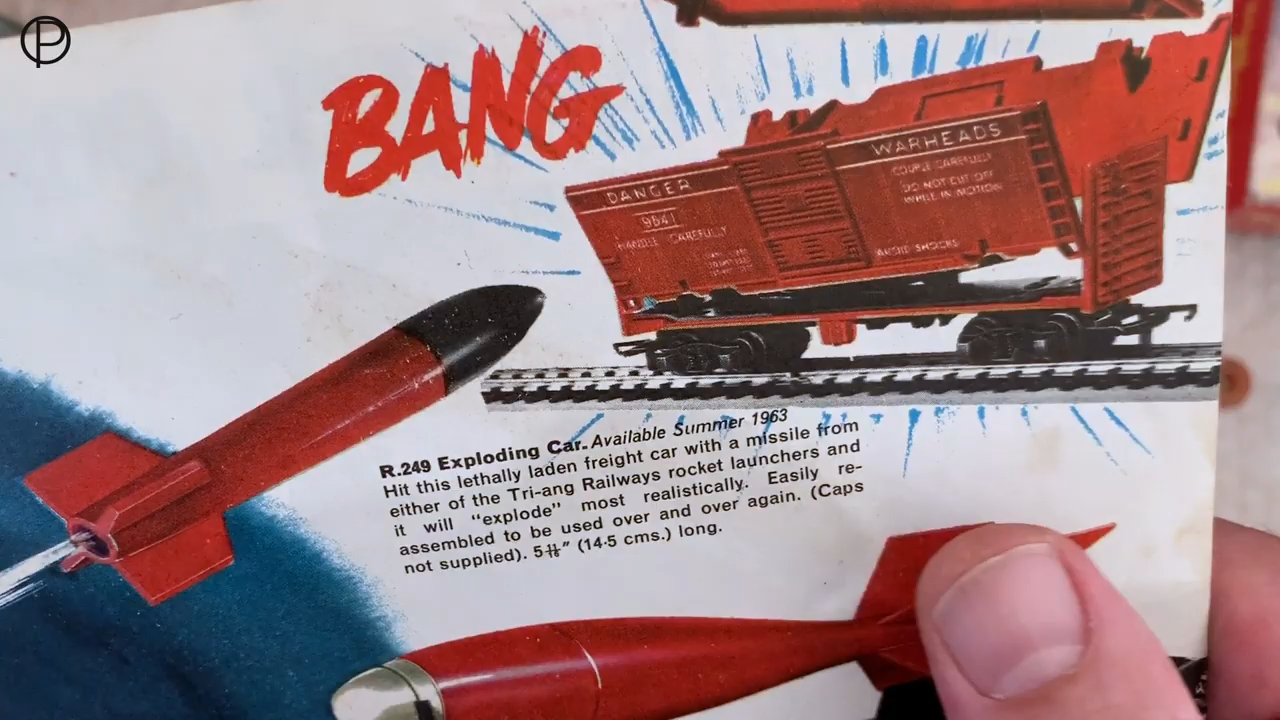 BANG
DANGER
9641
HANDLE CAREFULLY
WARHEADS
COUPLE CAREFULLY
DO NOT CUT OFF
WHILE IN MOTION
AVOID SHOCKS
R.249 Exploding Car. Available Summer 1963
Hit this lethally laden freight car with a missile from
either of the Tri-ang Railways rocket launchers and
it will “explode” most realistically. Easily re-
assembled to be used over and over again. (Caps
not supplied). 5 11/16″ (14·5 cms.) long.